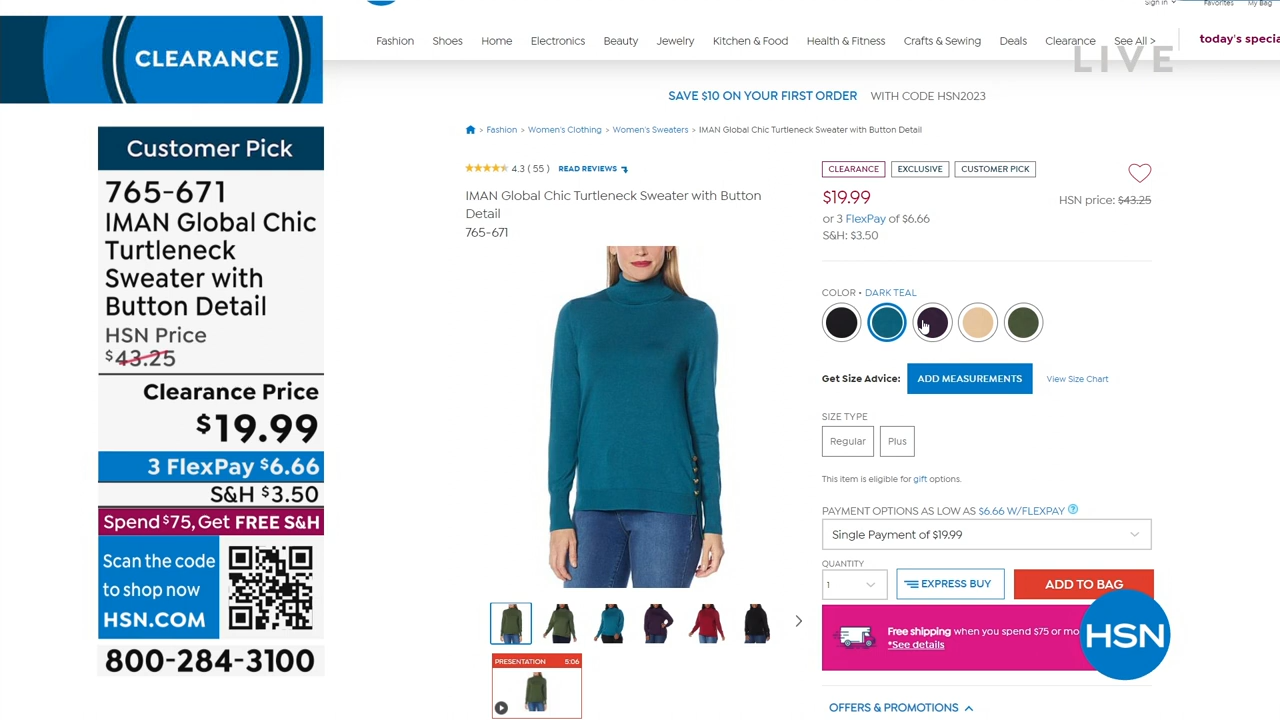 CLEARANCE
Customer Pick
765-671
IMAN Global Chic
Turtleneck
Sweater with
Button Detail
HSN Price
$43.25
Clearance Price
$19.99
3 FlexPay $6.66
S&H $3.50
Spend $75, Get FREE S&H
Scan the code
to shop now
HSN.COM
800-284-3100
Sign in Favorites My Bag
Fashion Shoes Home Electronics Beauty Jewelry Kitchen & Food Health & Fitness Crafts & Sewing Deals Clearance See All > today's specia
LIVE
SAVE $10 ON YOUR FIRST ORDER WITH CODE HSN2023
> Fashion > Women's Clothing > Women's Sweaters > IMAN Global Chic Turtleneck Sweater with Button Detail
4.3 ( 55 ) READ REVIEWS
IMAN Global Chic Turtleneck Sweater with Button
Detail
765-671
CLEARANCE EXCLUSIVE CUSTOMER PICK
$19.99 HSN price: $43.25
or 3 FlexPay of $6.66
S&H: $3.50
COLOR • DARK TEAL
Get Size Advice: ADD MEASUREMENTS View Size Chart
SIZE TYPE
Regular Plus
This item is eligible for gift options.
PAYMENT OPTIONS AS LOW AS $6.66 W/FLEXPAY ?
Single Payment of $19.99
QUANTITY
1 EXPRESS BUY ADD TO BAG
Free shipping when you spend $75 or mo
*See details
HSN
PRESENTATION 5:06
OFFERS & PROMOTIONS